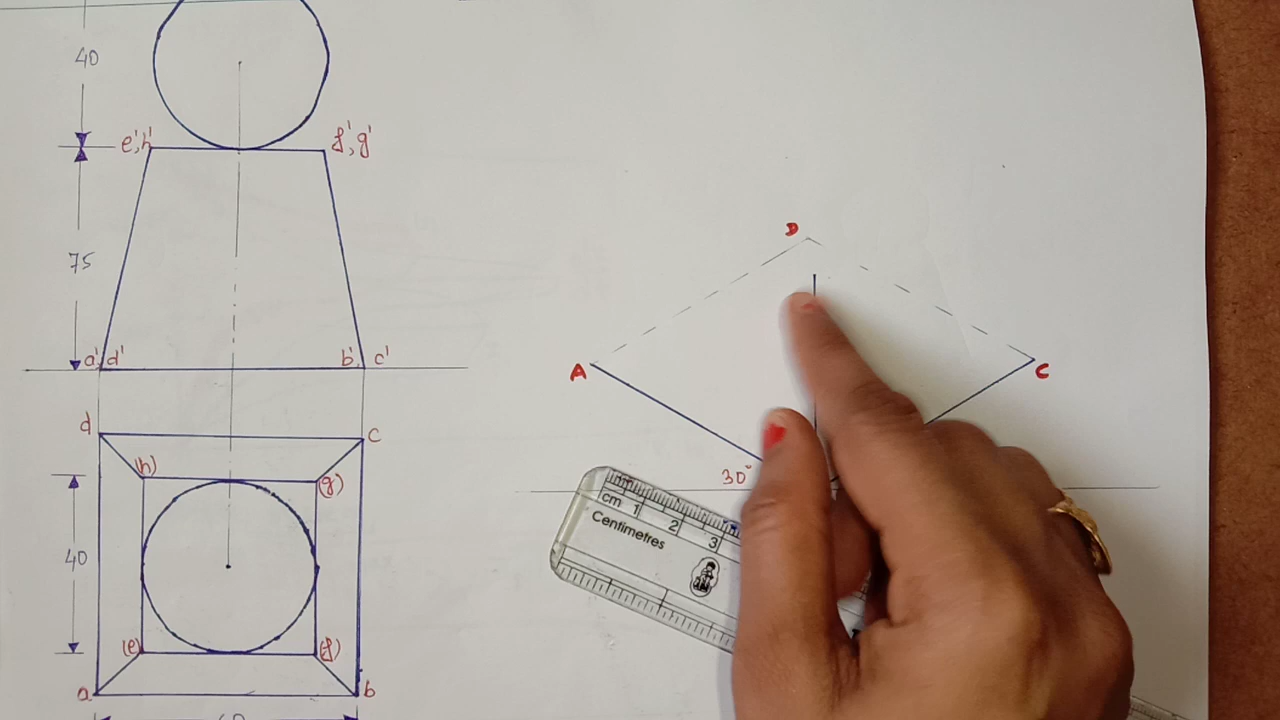 40
e',h' f',g'
75
a',d' b',c'
d c
(h) (g)
40
(e) (f)
a b
D
A C
30°
cm 1 2 3
Centimetres